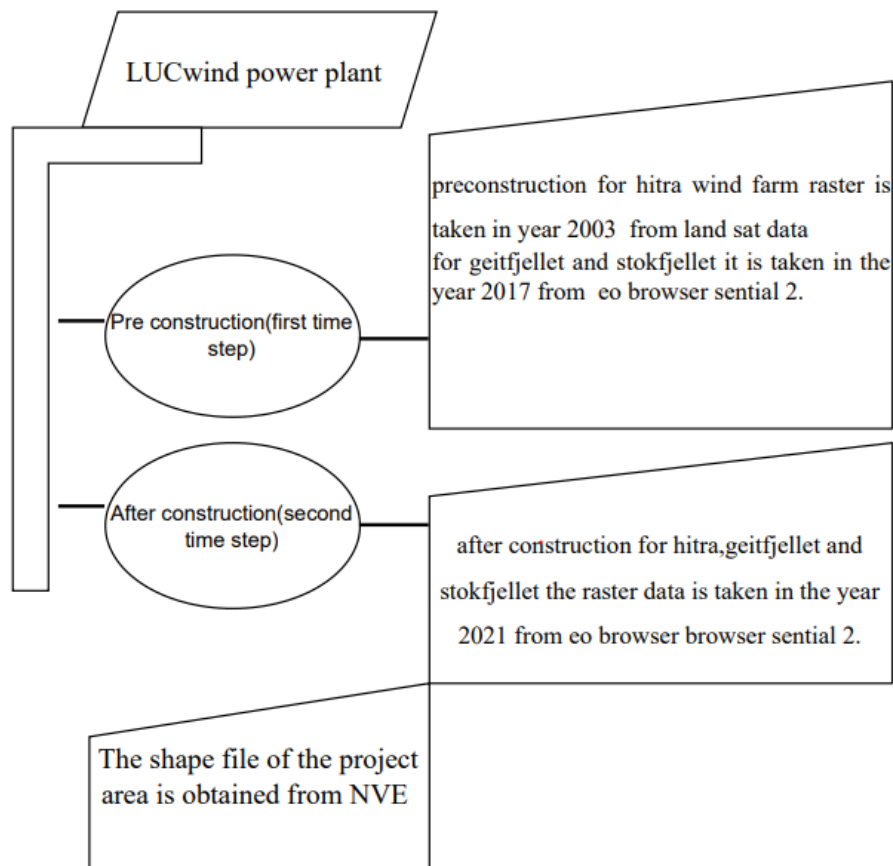 LUCwind power plant
preconstruction for hitra wind farm raster is
taken in year 2003 from land sat data
for geitfjellet and stokfjellet it is taken in the
year 2017 from eo browser sential 2.
Pre construction(first time
step)
After construction(second
time step)
after construction for hitra,geitfjellet and
stokfjellet the raster data is taken in the year
2021 from eo browser browser sential 2.
The shape file of the project
area is obtained from NVE